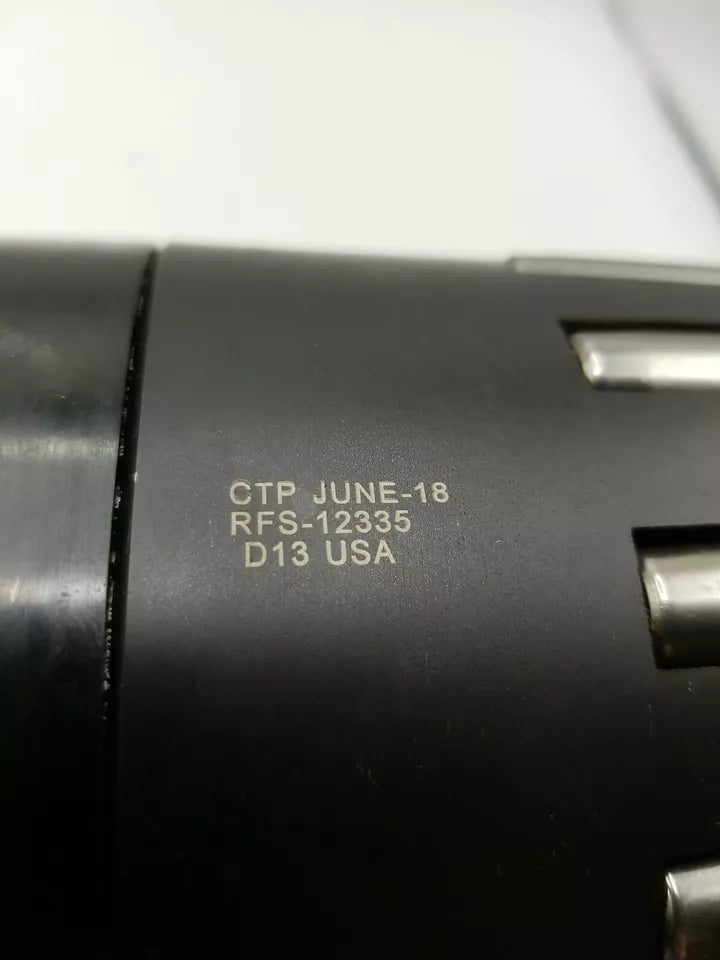 CTP JUNE-18
RFS-12335
D13 USA